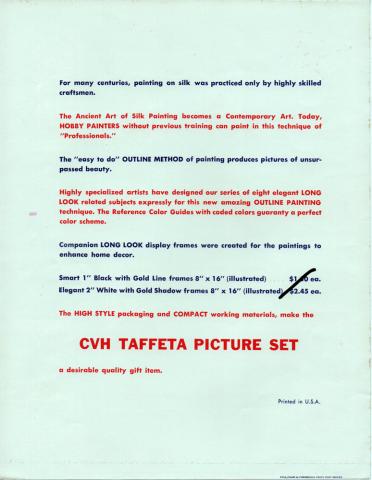 For many centuries, painting on silk was practiced only by highly skilled
craftsmen.
The Ancient Art of Silk Painting becomes a Contemporary Art. Today,
HOBBY PAINTERS without previous training can paint in this technique of
"Professionals."
The "easy to do" OUTLINE METHOD of painting produces pictures of unsur-
passed beauty.
Highly specialized artists have designed our series of eight elegant LONG
LOOK related subjects expressly for this new amazing OUTLINE PAINTING
technique. The Reference Color Guides with coded colors guaranty a perfect
color scheme.
Companion LONG LOOK display frames were created for the paintings to
enhance home decor.
Smart 1" Black with Gold Line frames 8" x 16" (illustrated) ea.
Elegant 2" White with Gold Shadow frames 8" x 16" (illustrated) $2.45 ea.
The HIGH STYLE packaging and COMPACT working materials, make the
CVH TAFFETA PICTURE SET
a desirable quality gift item.
Printed in U.S.A.